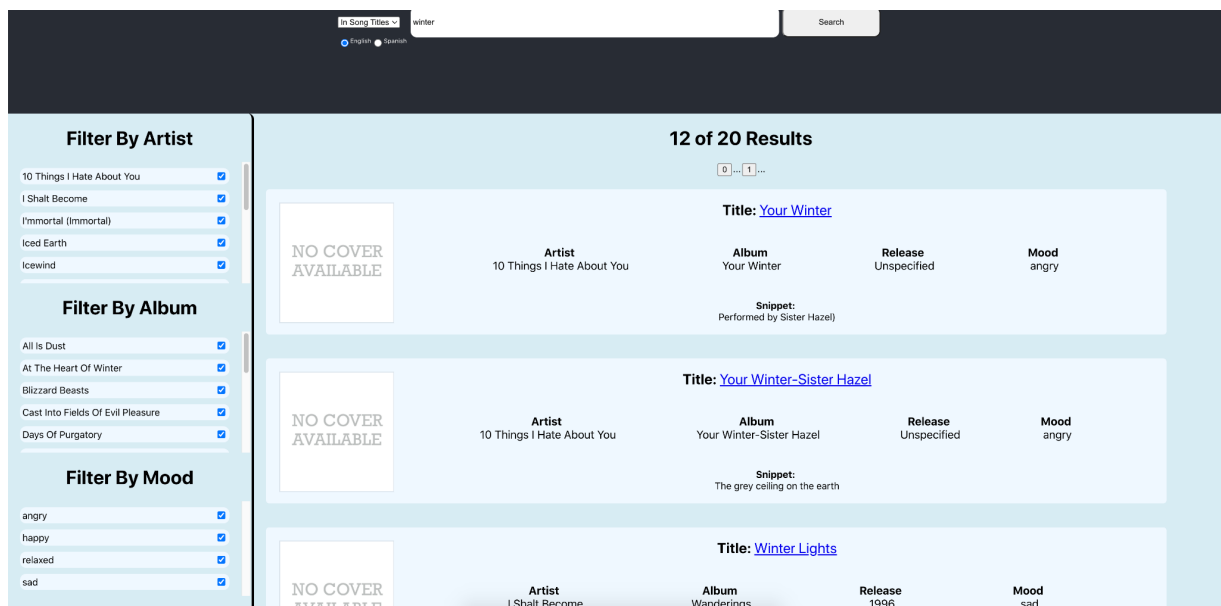 In Song Titles
winter
Search
English Spanish
Filter By Artist
10 Things I Hate About You
I Shalt Become
I'mmortal (Immortal)
Iced Earth
Icewind
Filter By Album
All Is Dust
At The Heart Of Winter
Blizzard Beasts
Cast Into Fields Of Evil Pleasure
Days Of Purgatory
Filter By Mood
angry
happy
relaxed
sad
12 of 20 Results
0 ... 1 ...
NO COVER
AVAILABLE
Title: Your Winter
Artist Album Release Mood
10 Things I Hate About You Your Winter Unspecified angry
Snippet:
Performed by Sister Hazel)
NO COVER
AVAILABLE
Title: Your Winter-Sister Hazel
Artist Album Release Mood
10 Things I Hate About You Your Winter-Sister Hazel Unspecified angry
Snippet:
The grey ceiling on the earth
NO COVER
AVAILABLE
Title: Winter Lights
Artist Album Release Mood
I Shalt Become Wanderings 1996 sad